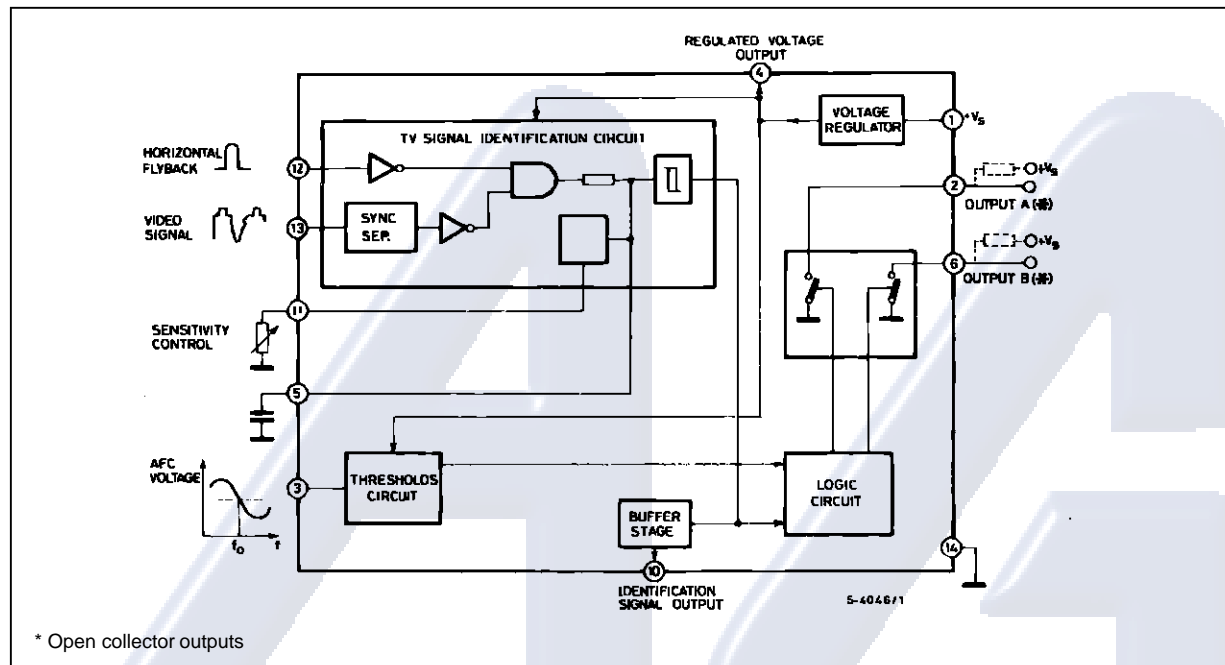 REGULATED VOLTAGE
OUTPUT
4
VOLTAGE
REGULATOR
1
+VS
TV SIGNAL IDENTIFICATION CIRCUIT
HORIZONTAL
FLYBACK
12
2
+VS
OUTPUT A (*)
VIDEO
SIGNAL
13
SYNC
SEP.
6
+VS
OUTPUT B (*)
11
SENSITIVITY
CONTROL
5
AFC
VOLTAGE
3
fo
f
THRESHOLDS
CIRCUIT
LOGIC
CIRCUIT
BUFFER
STAGE
14
10
IDENTIFICATION
SIGNAL OUTPUT
S-4046/1
* Open collector outputs